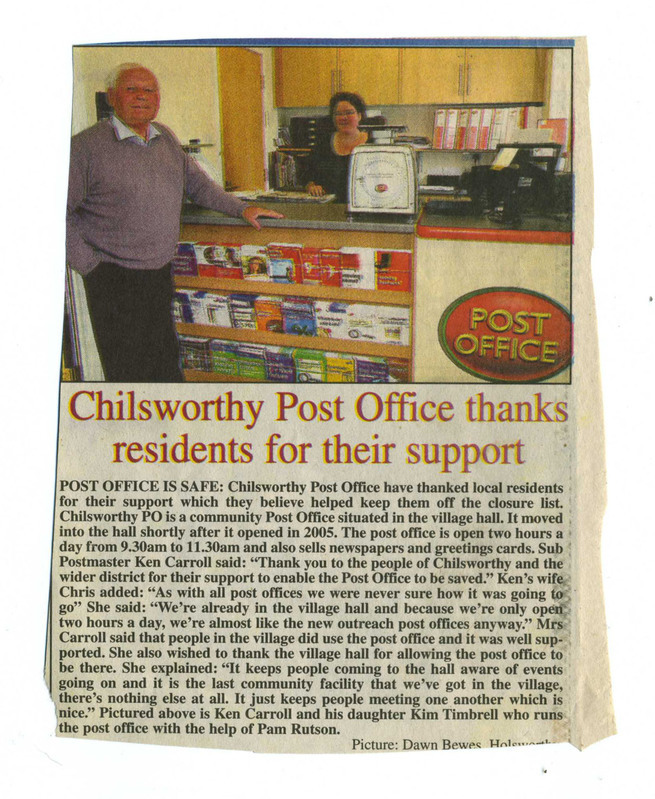 POST
OFFICE
Chilsworthy Post Office thanks
residents for their support
POST OFFICE IS SAFE: Chilsworthy Post Office have thanked local residents
for their support which they believe helped keep them off the closure list.
Chilsworthy PO is a community Post Office situated in the village hall. It moved
into the hall shortly after it opened in 2005. The post office is open two hours a
day from 9.30am to 11.30am and also sells newspapers and greetings cards. Sub
Postmaster Ken Carroll said: “Thank you to the people of Chilsworthy and the
wider district for their support to enable the Post Office to be saved.” Ken's wife
Chris added: “As with all post offices we were never sure how it was going to
go” She said: “We're already in the village hall and because we're only open
two hours a day, we're almost like the new outreach post offices anyway.” Mrs
Carroll said that people in the village did use the post office and it was well sup-
ported. She also wished to thank the village hall for allowing the post office to
be there. She explained: “It keeps people coming to the hall aware of events
going on and it is the last community facility that we've got in the village,
there's nothing else at all. It just keeps people meeting one another which is
nice.” Pictured above is Ken Carroll and his daughter Kim Timbrell who runs
the post office with the help of Pam Rutson.
Picture: Dawn Bewes, Holsworth